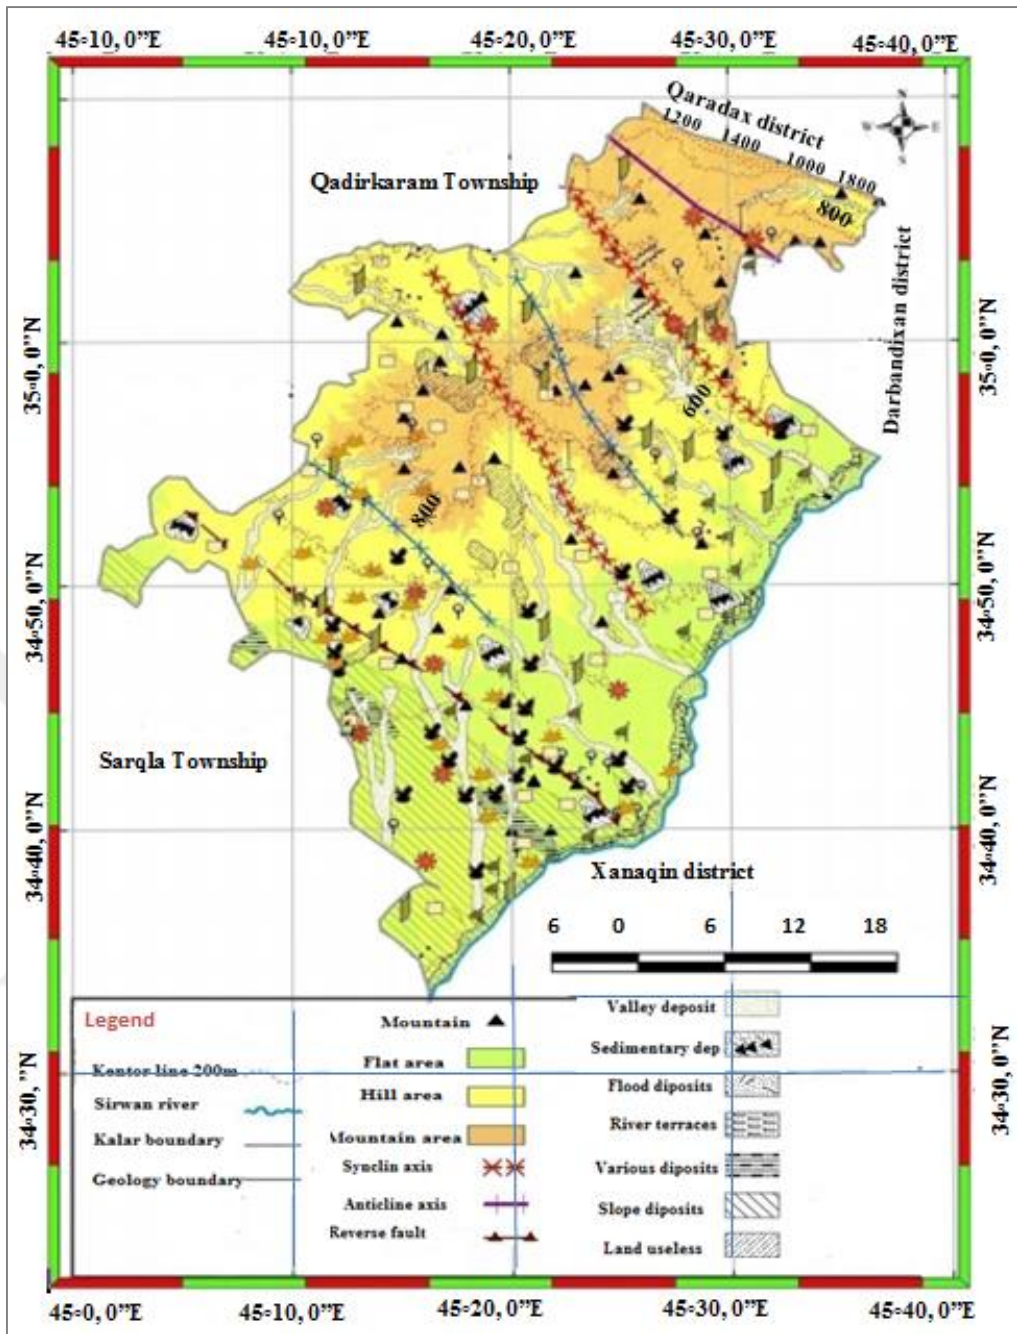 45°10, 0”E 45°10, 0”E 45°20, 0”E 45°30, 0”E 45°40, 0”E
Qaradax district
1200 1400 1000 1800
800
Qadirkaram Township
Darbandixan district
35°0, 0”N
35°0, 0”N
600
800
34°50, 0”N
34°50, 0”N
Sarqla Township
34°40, 0”N
34°40, 0”N
Xanaqin district
6 0 6 12 18
Legend
Kentor line 200m
Sirwan river
Kalar boundary
Geology boundary
Mountain
Flat area
Hill area
Mountain area
Synclin axis
Anticline axis
Reverse fault
Valley deposit
Sedimentary dep
Flood diposits
River terraces
Various diposits
Slope diposits
Land useless
34°30, ”N
34°30, 0”N
45°0, 0”E 45°10, 0”E 45°20, 0”E 45°30, 0”E 45°40, 0”E